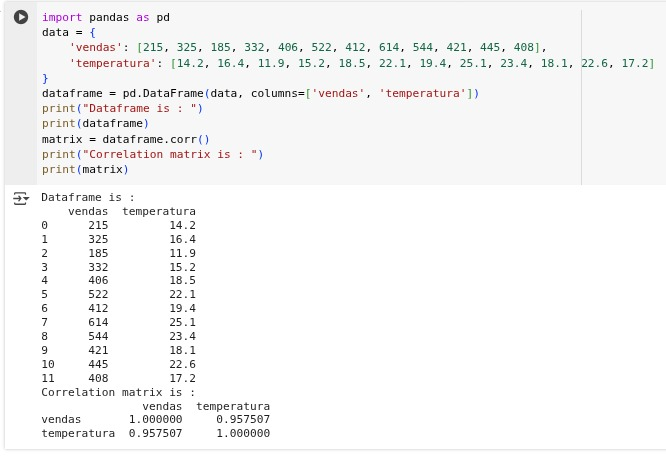 import pandas as pd
data = {
    'vendas': [215, 325, 185, 332, 406, 522, 412, 614, 544, 421, 445, 408],
    'temperatura': [14.2, 16.4, 11.9, 15.2, 18.5, 22.1, 19.4, 25.1, 23.4, 18.1, 22.6, 17.2]
}
dataframe = pd.DataFrame(data, columns=['vendas', 'temperatura'])
print("Dataframe is : ")
print(dataframe)
matrix = dataframe.corr()
print("Correlation matrix is : ")
print(matrix)
Dataframe is :
    vendas  temperatura
0      215         14.2
1      325         16.4
2      185         11.9
3      332         15.2
4      406         18.5
5      522         22.1
6      412         19.4
7      614         25.1
8      544         23.4
9      421         18.1
10     445         22.6
11     408         17.2
Correlation matrix is :
               vendas  temperatura
vendas       1.000000     0.957507
temperatura  0.957507     1.000000